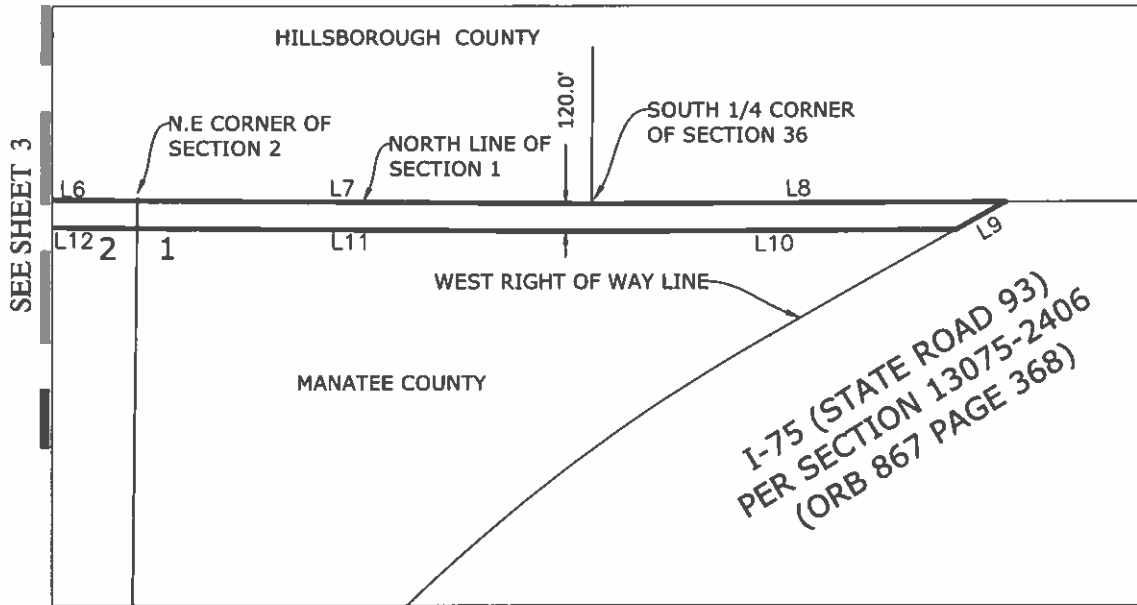 HILLSBOROUGH COUNTY
120.0'
SOUTH 1/4 CORNER
OF SECTION 36
N.E CORNER OF
SECTION 2
NORTH LINE OF
SECTION 1
SEE SHEET 3
L6
L7
L8
L12
2
1
L11
L10
L9
WEST RIGHT OF WAY LINE
MANATEE COUNTY
I-75 (STATE ROAD 93)
PER SECTION 13075-2406
(ORB 867 PAGE 368)